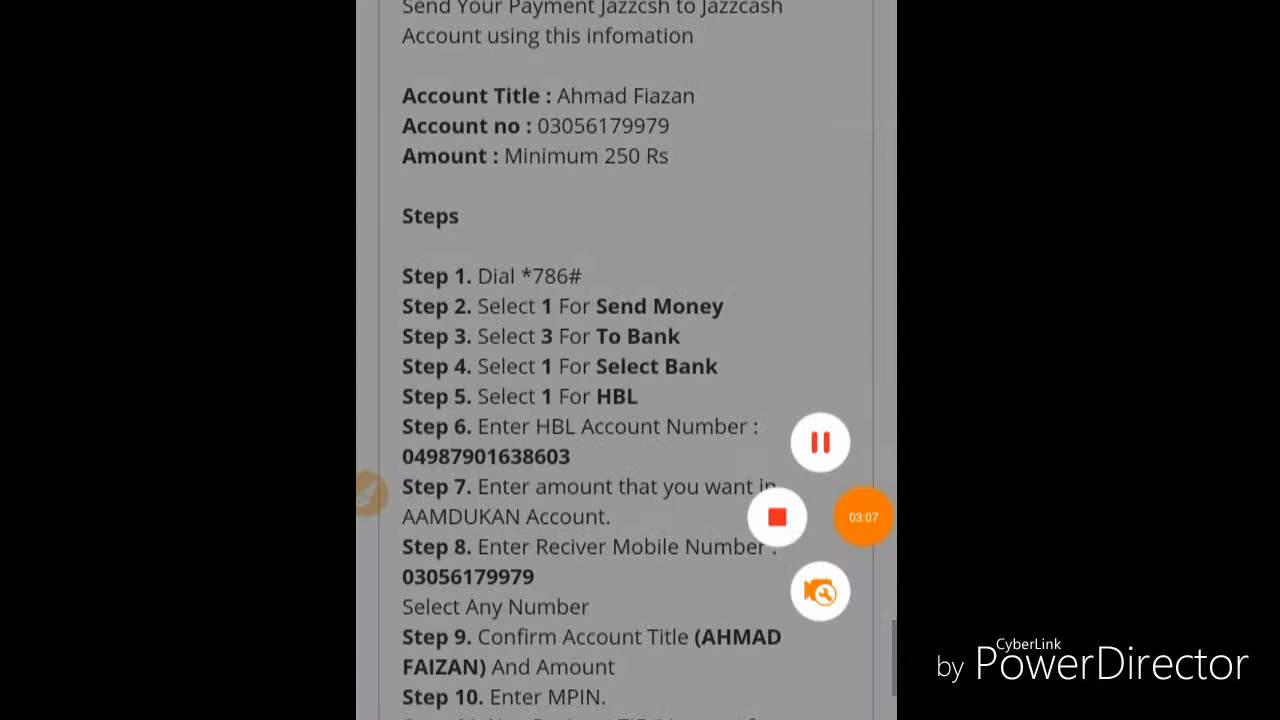 Send Your Payment Jazzcsh to Jazzcash
Account using this infomation
Account Title : Ahmad Fiazan
Account no : 03056179979
Amount : Minimum 250 Rs
Steps
Step 1. Dial *786#
Step 2. Select 1 For Send Money
Step 3. Select 3 For To Bank
Step 4. Select 1 For Select Bank
Step 5. Select 1 For HBL
Step 6. Enter HBL Account Number :
04987901638603
Step 7. Enter amount that you want in
AAMDUKAN Account.
Step 8. Enter Reciver Mobile Number :
03056179979
Select Any Number
Step 9. Confirm Account Title (AHMAD
FAIZAN) And Amount
Step 10. Enter MPIN.
03:07
CyberLink
by PowerDirector